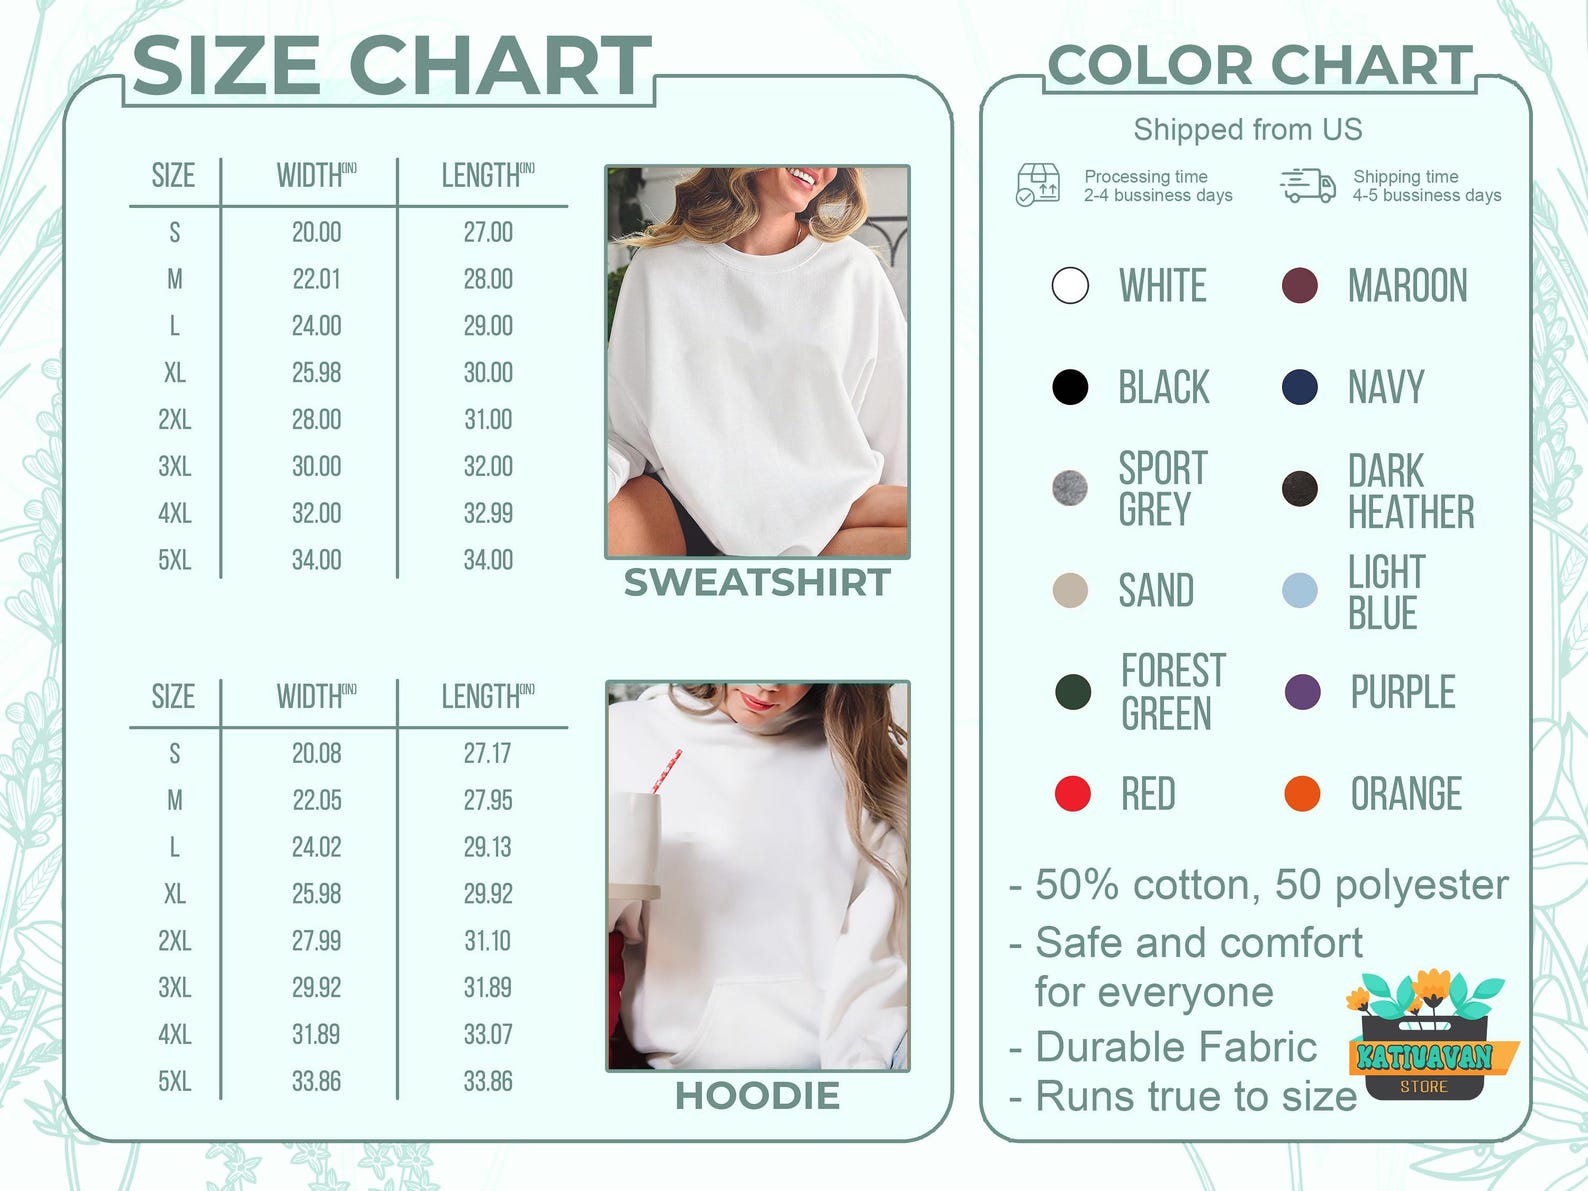 SIZE CHART
SIZE WIDTH(IN) LENGTH(IN)
S 20.00 27.00
M 22.01 28.00
L 24.00 29.00
XL 25.98 30.00
2XL 28.00 31.00
3XL 30.00 32.00
4XL 32.00 32.99
5XL 34.00 34.00
SWEATSHIRT
SIZE WIDTH(IN) LENGTH(IN)
S 20.08 27.17
M 22.05 27.95
L 24.02 29.13
XL 25.98 29.92
2XL 27.99 31.10
3XL 29.92 31.89
4XL 31.89 33.07
5XL 33.86 33.86
HOODIE
COLOR CHART
Shipped from US
Processing time
2-4 bussiness days
Shipping time
4-5 bussiness days
WHITE
MAROON
BLACK
NAVY
SPORT
GREY
DARK
HEATHER
SAND
LIGHT
BLUE
FOREST
GREEN
PURPLE
RED
ORANGE
- 50% cotton, 50 polyester
- Safe and comfort
for everyone
- Durable Fabric
- Runs true to size
KATIVAVAN
STORE